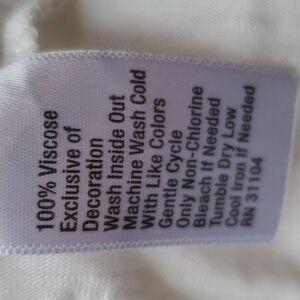 100% Viscose
Exclusive of
Decoration
Wash Inside Out
Machine Wash Cold
With Like Colors
Gentle Cycle
Only Non-Chlorine
Bleach If Needed
Tumble Dry Low
Cool Iron If Needed
RN 31104